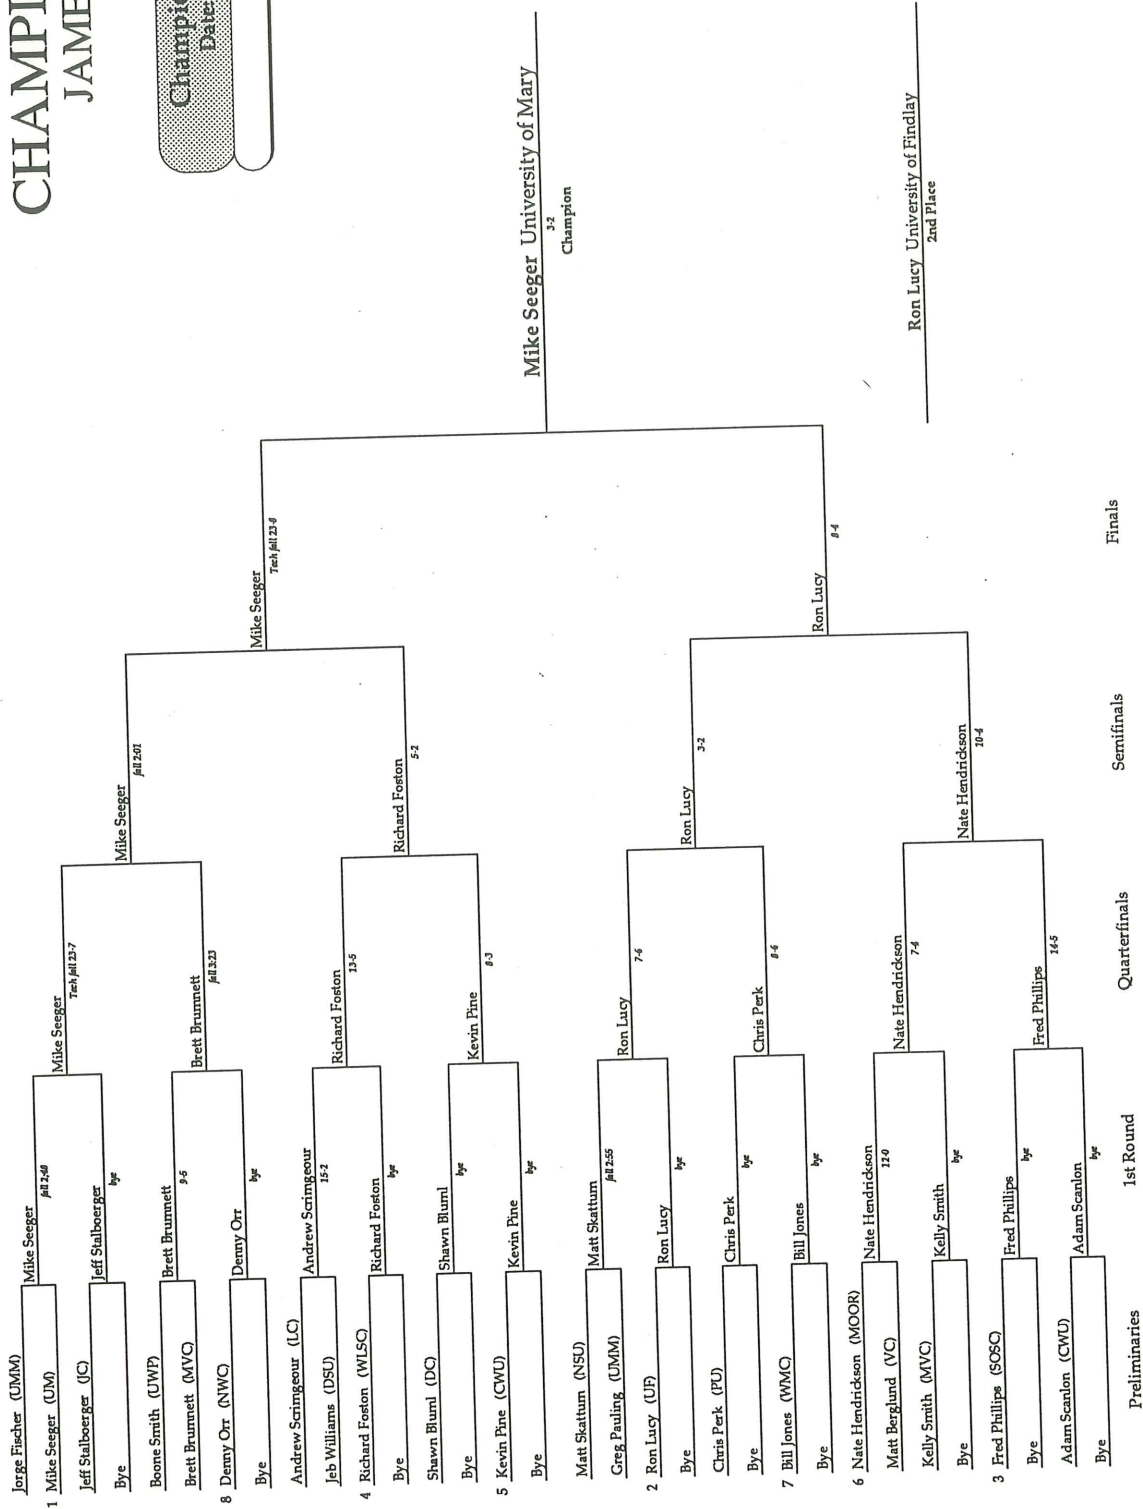 CHAMPI
JAME
Champio
Date:
Jorge Fischer (UMM)
1 Mike Seeger (UM)
Jeff Stalboerger (JC)
Bye
Boone Smith (UWP)
Brett Brumnett (MVC)
8 Denny Orr (NWC)
Bye
Andrew Scrimgeour (LC)
Jeb Williams (DSU)
4 Richard Foston (WLSC)
Bye
Shawn Bluml (DC)
Bye
5 Kevin Pine (CWU)
Bye
Matt Skattum (NSU)
Greg Pauling (UMM)
2 Ron Lucy (UF)
Bye
Chris Perk (PU)
Bye
7 Bill Jones (WMC)
Bye
6 Nate Hendrickson (MOOR)
Matt Berglund (VC)
Kelly Smith (MVC)
Bye
3 Fred Phillips (SOSC)
Bye
Adam Scanlon (CWU)
Bye
Preliminaries
Mike Seeger
fall 2:48
Jeff Stalboerger
bye
Brett Brumnett
9-5
Denny Orr
bye
Andrew Scrimgeour
15-2
Richard Foston
bye
Shawn Bluml
bye
Kevin Pine
bye
Matt Skattum
fall 2:55
Ron Lucy
bye
Chris Perk
bye
Bill Jones
bye
Nate Hendrickson
12-0
Kelly Smith
bye
Fred Phillips
bye
Adam Scanlon
bye
1st Round
Mike Seeger
Tech fall 23-7
Brett Brumnett
fall 3:23
Richard Foston
13-5
Kevin Pine
8-3
Ron Lucy
7-6
Chris Perk
8-6
Nate Hendrickson
7-4
Fred Phillips
14-5
Quarterfinals
Mike Seeger
fall 2:01
Richard Foston
5-2
Ron Lucy
3-2
Nate Hendrickson
10-4
Semifinals
Mike Seeger
Tech fall 23-8
Ron Lucy
8-4
Finals
Mike Seeger University of Mary
3-2
Champion
Ron Lucy University of Findlay
2nd Place